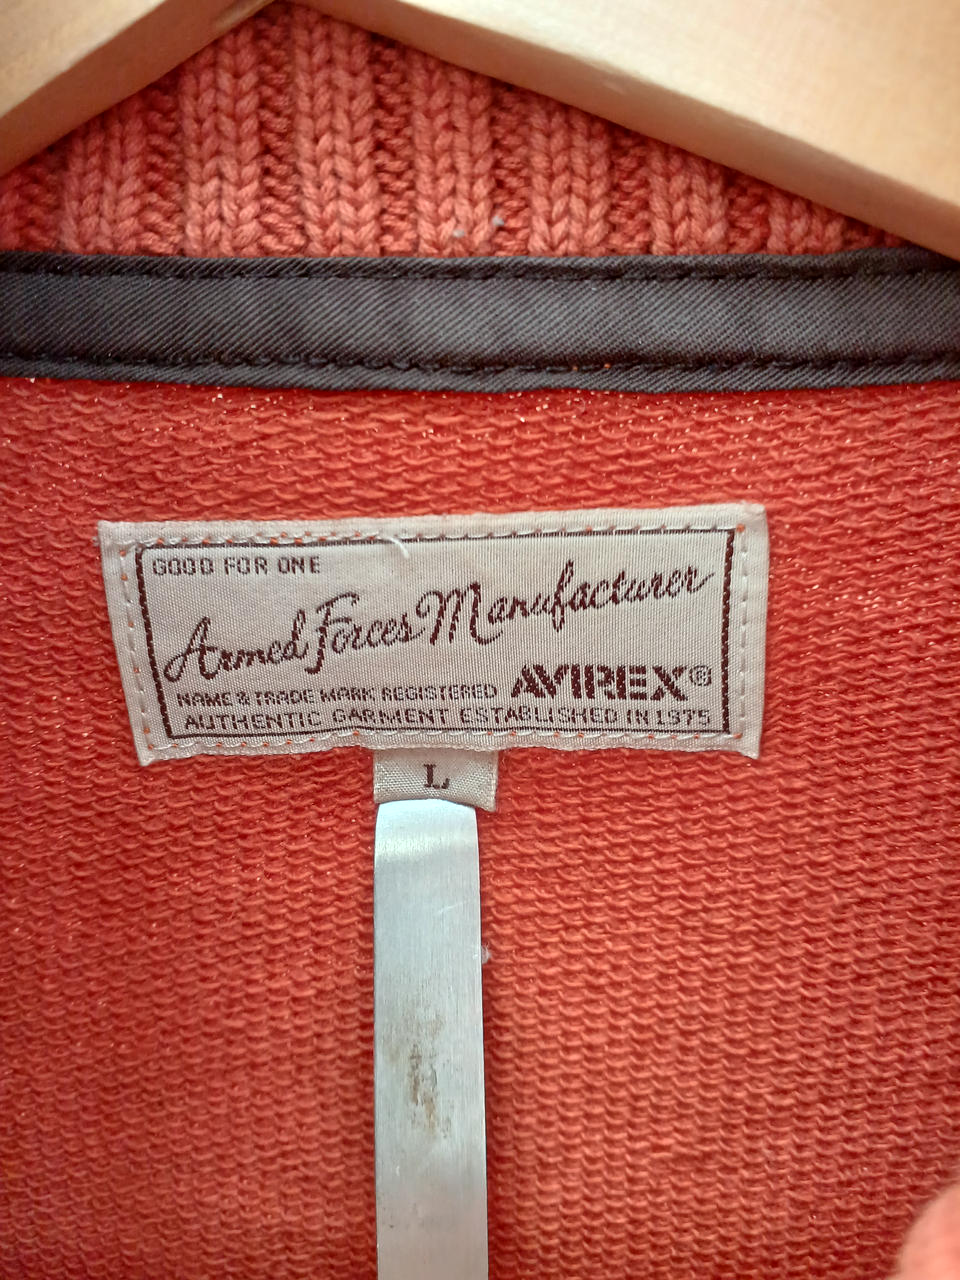 GOOD FOR ONE
Armed Forces Manufacturer
AVIREX®
NAME & TRADE MARK REGISTERED
AUTHENTIC GARMENT ESTABLISHED IN 1975
L